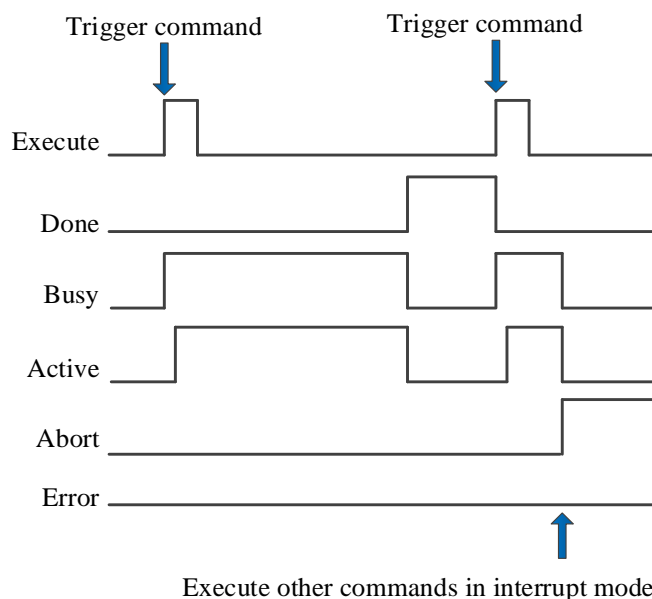 Trigger command Trigger command
Execute
Done
Busy
Active
Abort
Error
Execute other commands in interrupt mode